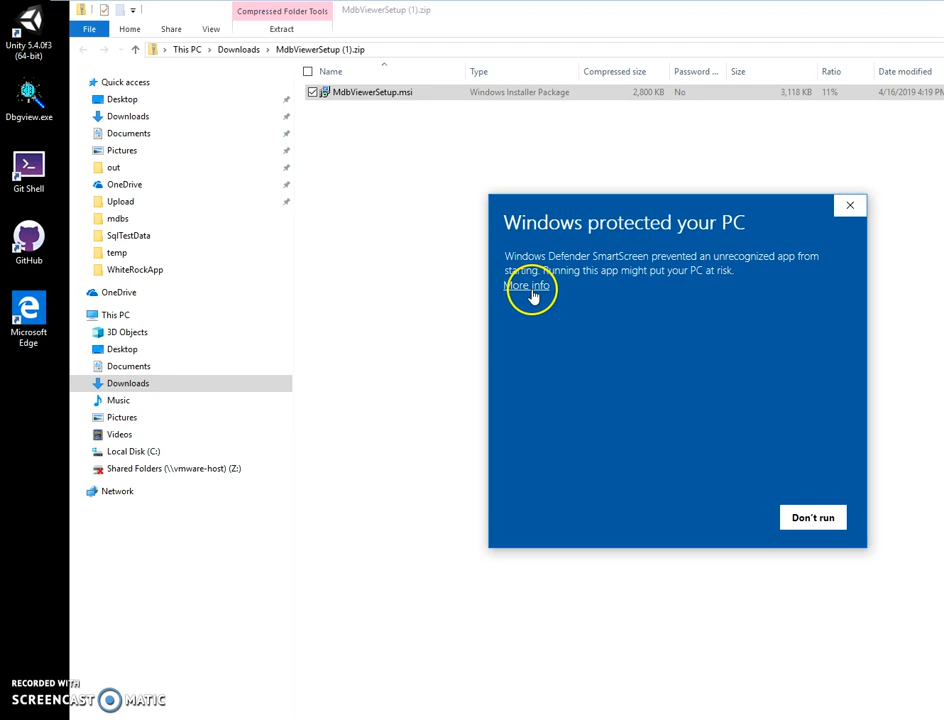 Unity 5.4.0f3
(64-bit)
Dbgview.exe
Git Shell
GitHub
Microsoft
Edge
Compressed Folder Tools
MdbViewerSetup (1).zip
File
Home
Share
View
Extract
This PC
Downloads
MdbViewerSetup (1).zip
Quick access
Desktop
Downloads
Documents
Pictures
out
OneDrive
Upload
mdbs
SqlTestData
temp
WhiteRockApp
OneDrive
This PC
3D Objects
Desktop
Documents
Downloads
Music
Pictures
Videos
Local Disk (C:)
Shared Folders (\\vmware-host) (Z:)
Network
Name
Type
Compressed size
Password ...
Size
Ratio
Date modified
MdbViewerSetup.msi
Windows Installer Package
2,800 KB
No
3,118 KB
11%
4/16/2019 4:19 PM
Windows protected your PC
Windows Defender SmartScreen prevented an unrecognized app from
starting. Running this app might put your PC at risk.
More info
Don't run
RECORDED WITH
SCREENCAST MATIC